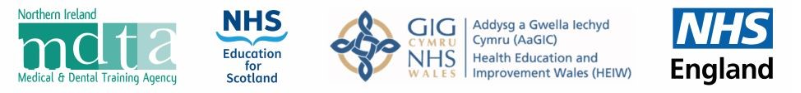 Northern Ireland
mdta
Medical & Dental Training Agency
NHS
Education
for
Scotland
GIG
CYMRU
NHS
WALES
Addysg a Gwella Iechyd
Cymru (AaGIC)
Health Education and
Improvement Wales (HEIW)
NHS
England